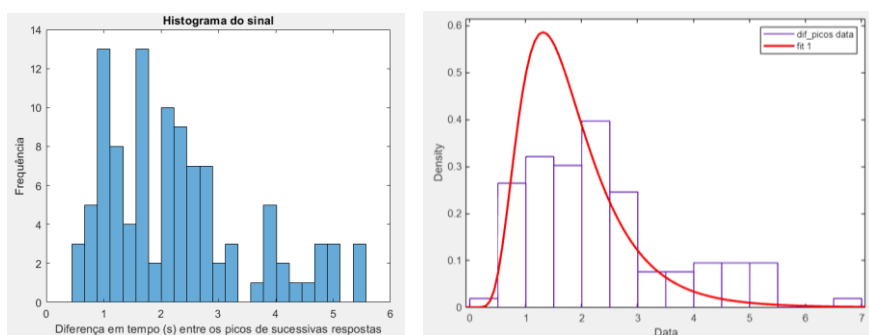 Histograma do sinal
14
12
10
8
6
4
2
0
Frequência
0 1 2 3 4 5 6
Diferença em tempo (s) entre os picos de sucessivas respostas
0.6
0.5
0.4
0.3
0.2
0.1
0
Density
dif_picos data
fit 1
0 1 2 3 4 5 6 7
Data